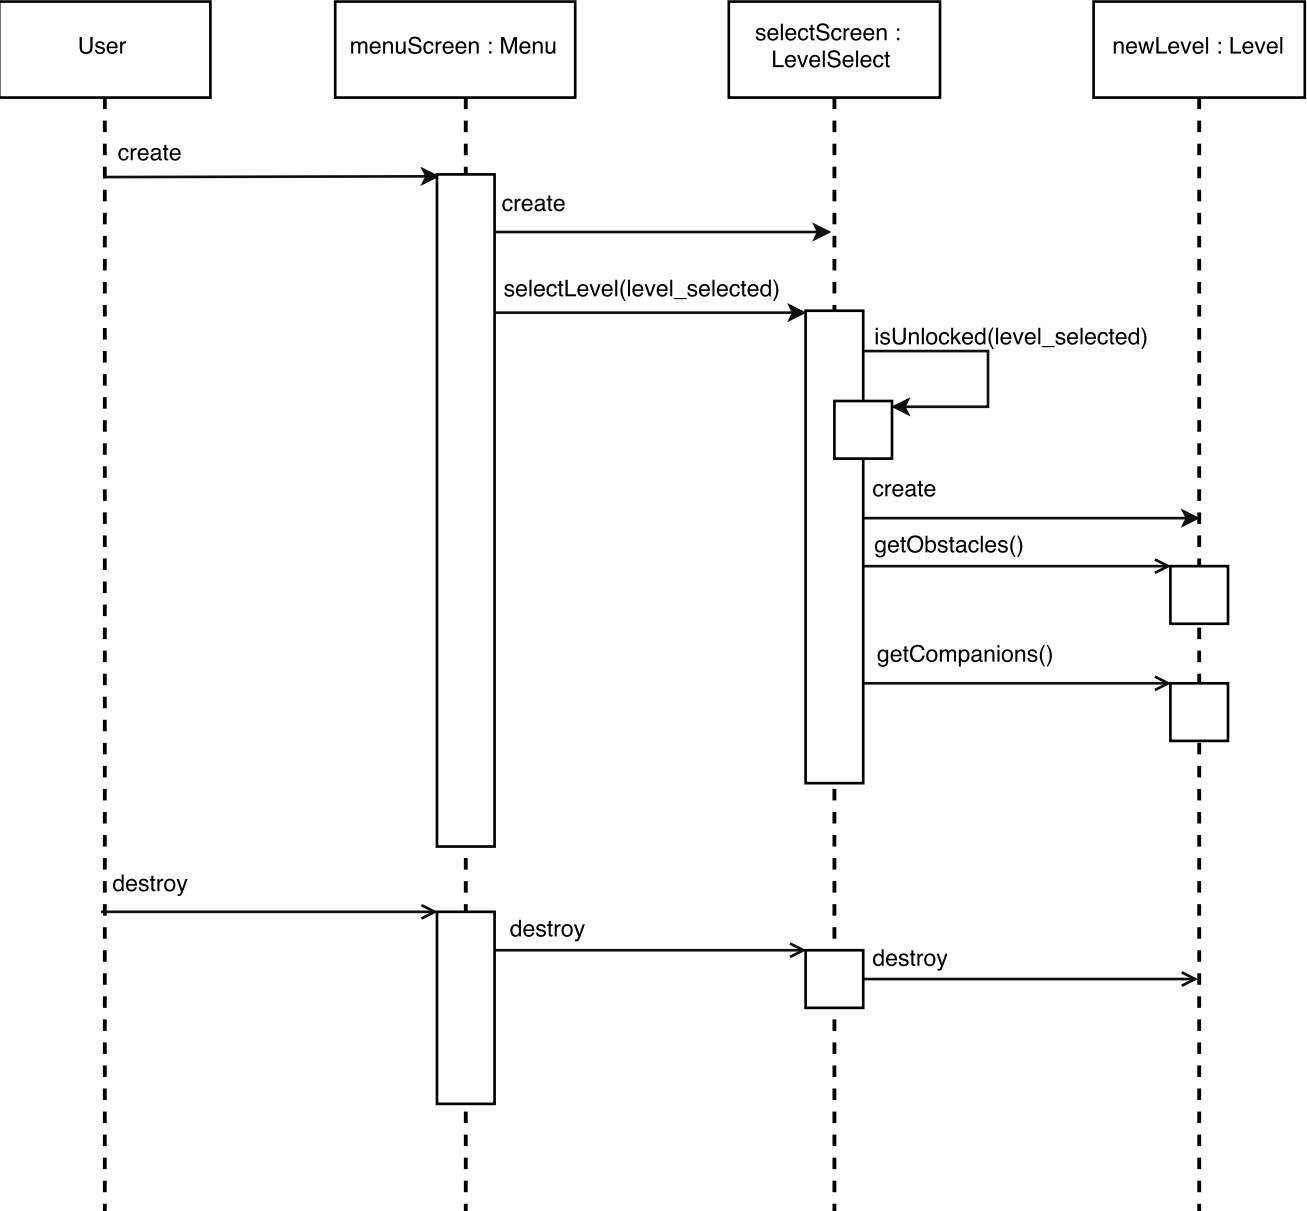 User
menuScreen : Menu
selectScreen :
LevelSelect
newLevel : Level
create
create
selectLevel(level_selected)
isUnlocked(level_selected)
create
getObstacles()
getCompanions()
destroy
destroy
destroy